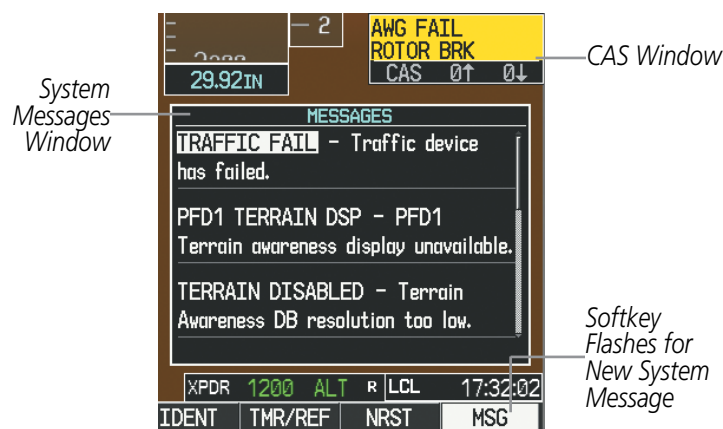 2
AWG FAIL
ROTOR BRK
CAS 0↑ 0↓
CAS Window
29.92IN
System
Messages
Window
MESSAGES
TRAFFIC FAIL – Traffic device
has failed.
PFD1 TERRAIN DSP – PFD1
Terrain awareness display unavailable.
TERRAIN DISABLED – Terrain
Awareness DB resolution too low.
Softkey
Flashes for
New System
Message
XPDR 1200 ALT R LCL 17:32:02
IDENT TMR/REF NRST MSG